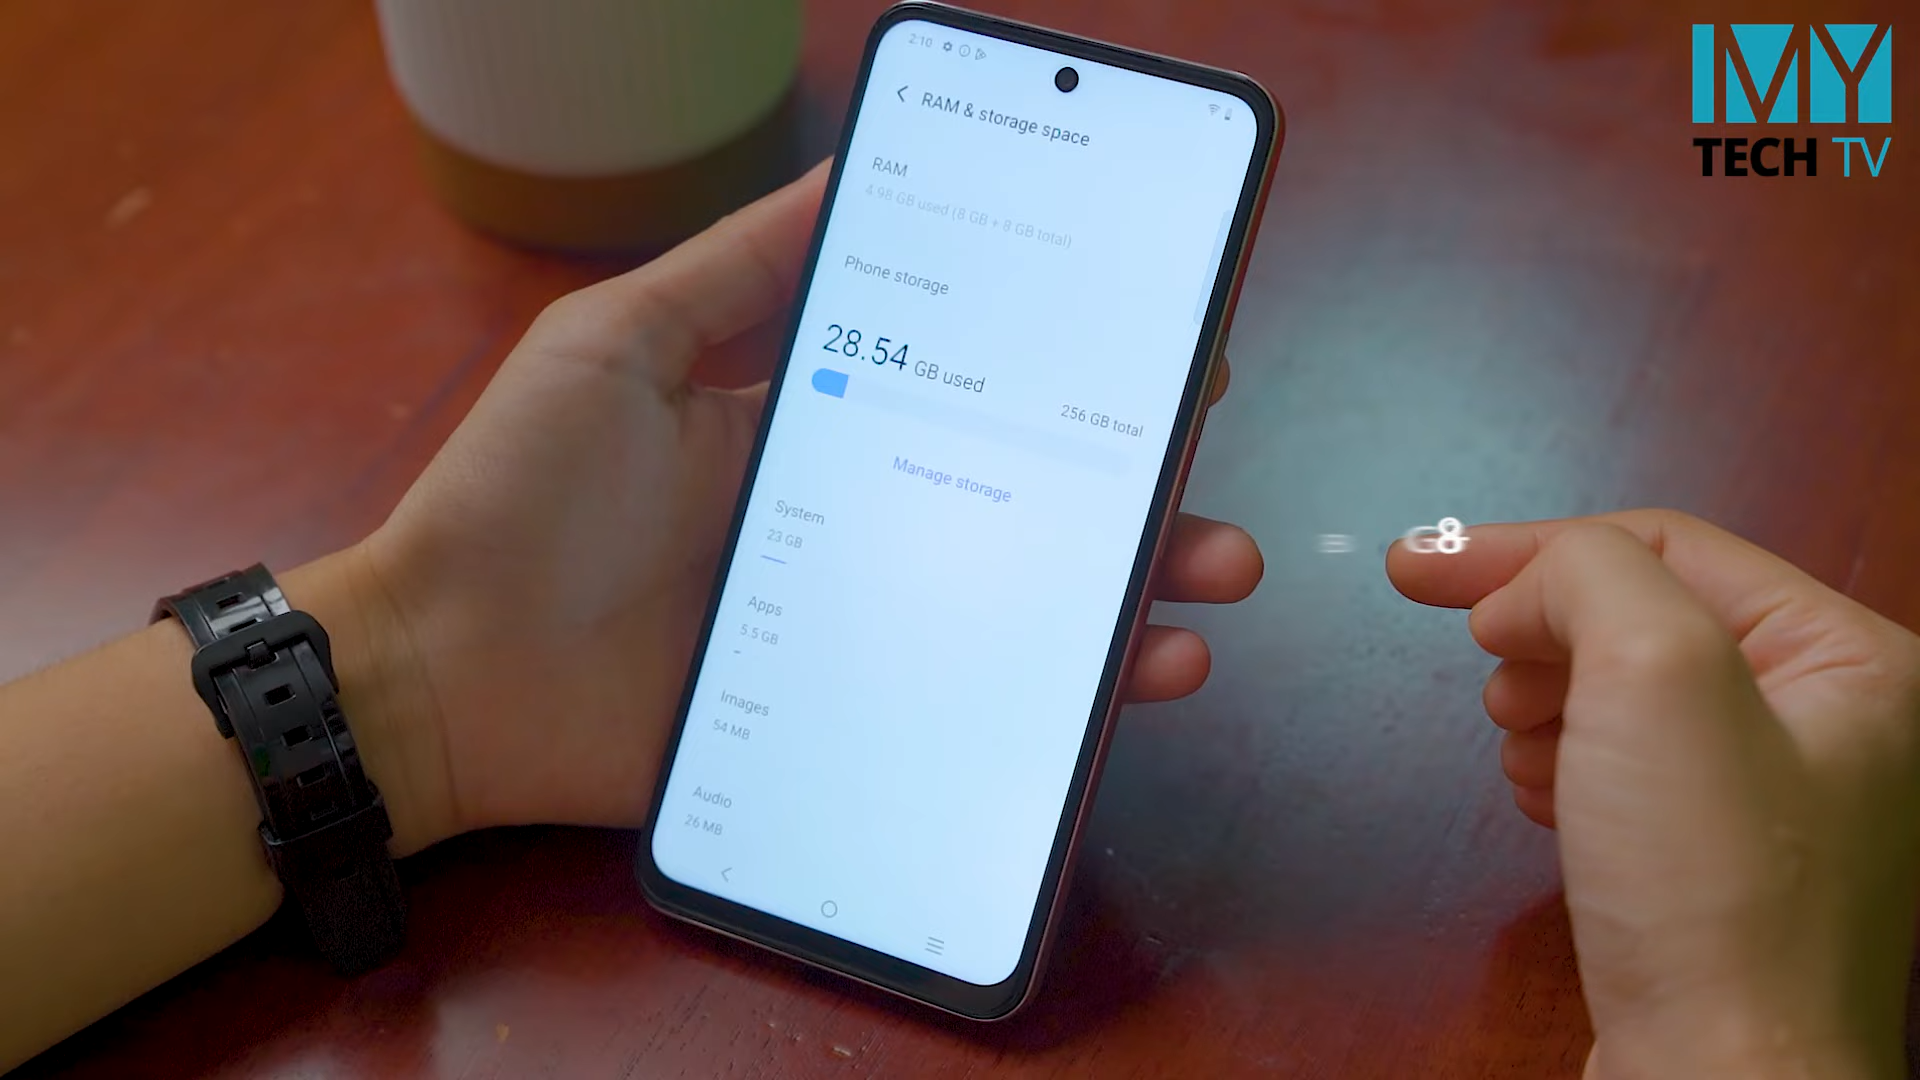 IMY
TECH TV
2:10
RAM & storage space
RAM
4.98 GB used (8 GB + 8 GB total)
Phone storage
28.54 GB used
256 GB total
Manage storage
System
23 GB
Apps
5.5 GB
Images
54 MB
Audio
26 MB